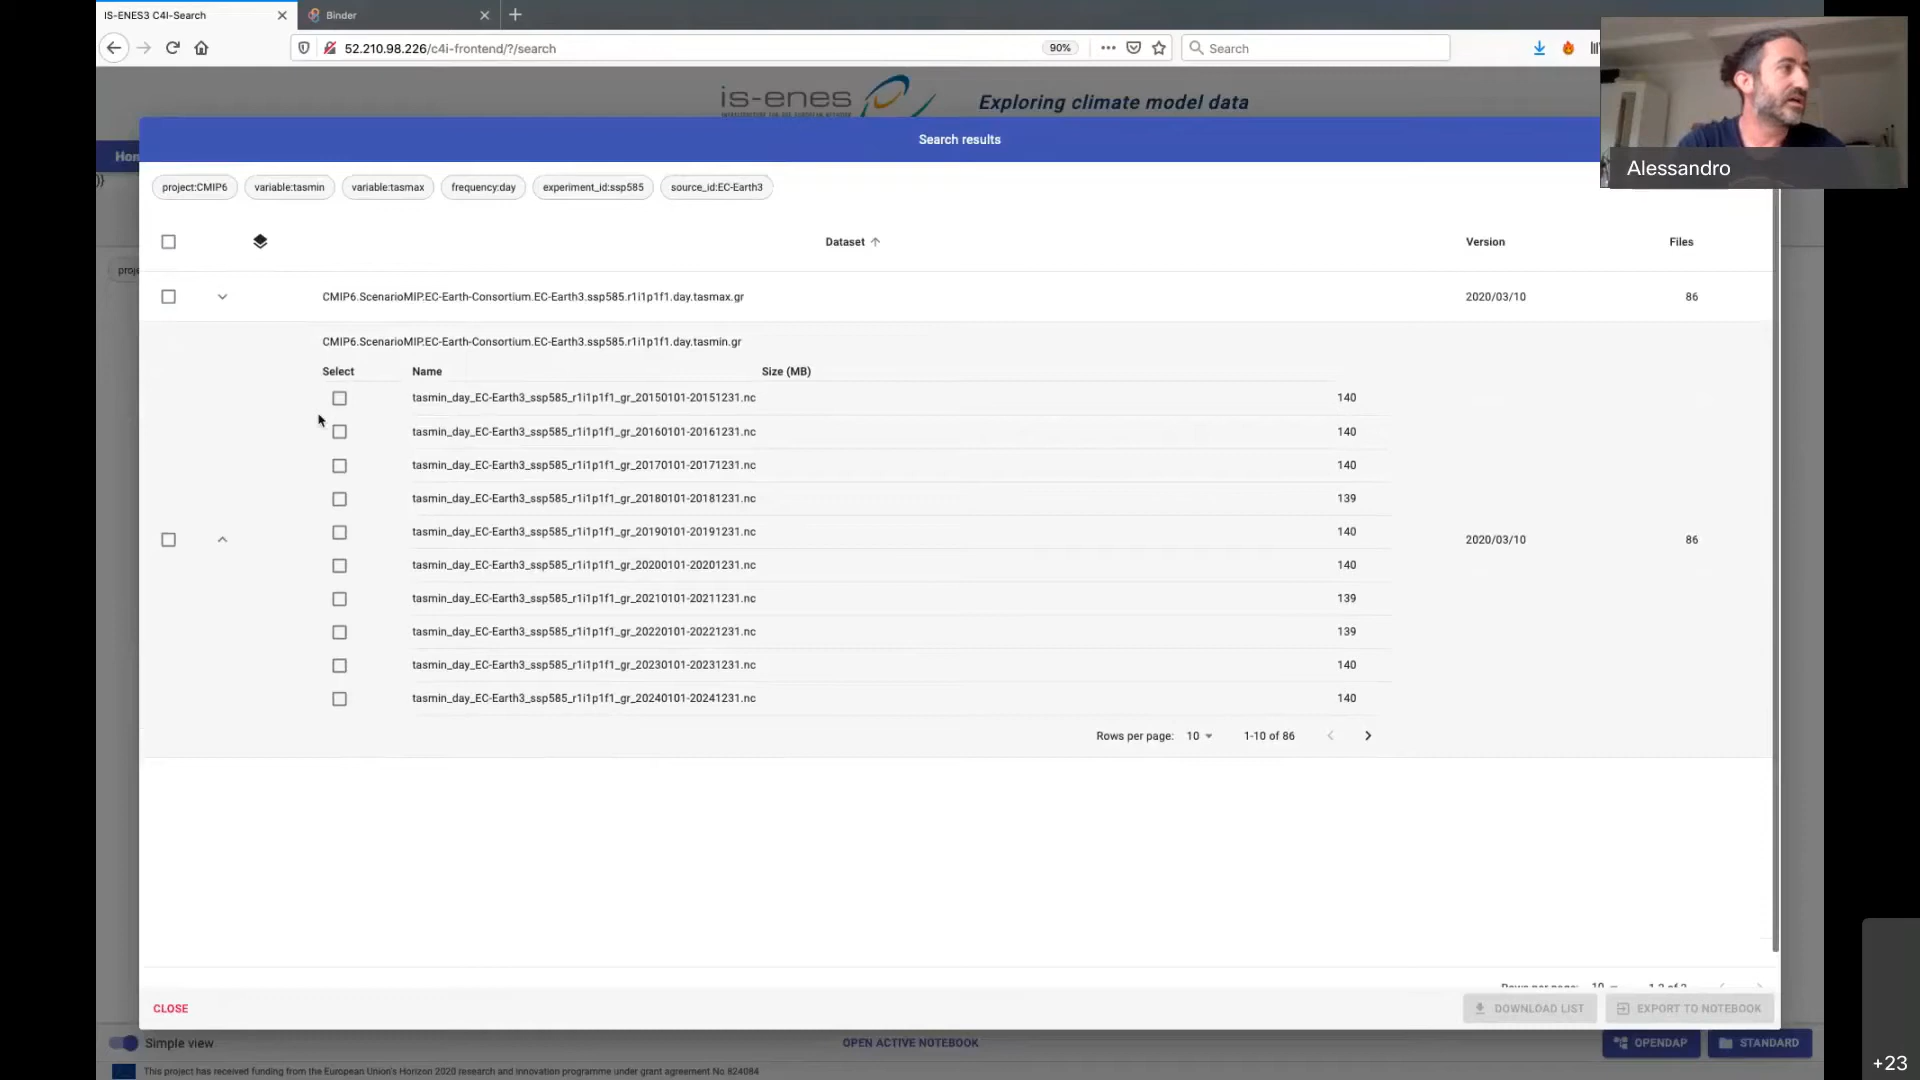 IS-ENES3 C4I-Search
Binder
52.210.98.226/c4i-frontend/?/search
90%
Search
is-enes
Exploring climate model data
Alessandro
Search results
project:CMIP6 variable:tasmin variable:tasmax frequency:day experiment_id:ssp585 source_id:EC-Earth3
Dataset Version Files
CMIP6.ScenarioMIP.EC-Earth-Consortium.EC-Earth3.ssp585.r1i1p1f1.day.tasmax.gr 2020/03/10 86
CMIP6.ScenarioMIP.EC-Earth-Consortium.EC-Earth3.ssp585.r1i1p1f1.day.tasmin.gr
Select Name Size (MB)
tasmin_day_EC-Earth3_ssp585_r1i1p1f1_gr_20150101-20151231.nc 140
tasmin_day_EC-Earth3_ssp585_r1i1p1f1_gr_20160101-20161231.nc 140
tasmin_day_EC-Earth3_ssp585_r1i1p1f1_gr_20170101-20171231.nc 140
tasmin_day_EC-Earth3_ssp585_r1i1p1f1_gr_20180101-20181231.nc 139
tasmin_day_EC-Earth3_ssp585_r1i1p1f1_gr_20190101-20191231.nc 140
2020/03/10 86
tasmin_day_EC-Earth3_ssp585_r1i1p1f1_gr_20200101-20201231.nc 140
tasmin_day_EC-Earth3_ssp585_r1i1p1f1_gr_20210101-20211231.nc 139
tasmin_day_EC-Earth3_ssp585_r1i1p1f1_gr_20220101-20221231.nc 139
tasmin_day_EC-Earth3_ssp585_r1i1p1f1_gr_20230101-20231231.nc 140
tasmin_day_EC-Earth3_ssp585_r1i1p1f1_gr_20240101-20241231.nc 140
Rows per page: 10 1-10 of 86
CLOSE DOWNLOAD LIST EXPORT TO NOTEBOOK
Simple view OPEN ACTIVE NOTEBOOK OPENDAP STANDARD
This project has received funding from the European Union's Horizon 2020 research and innovation programme under grant agreement No 824084
+23